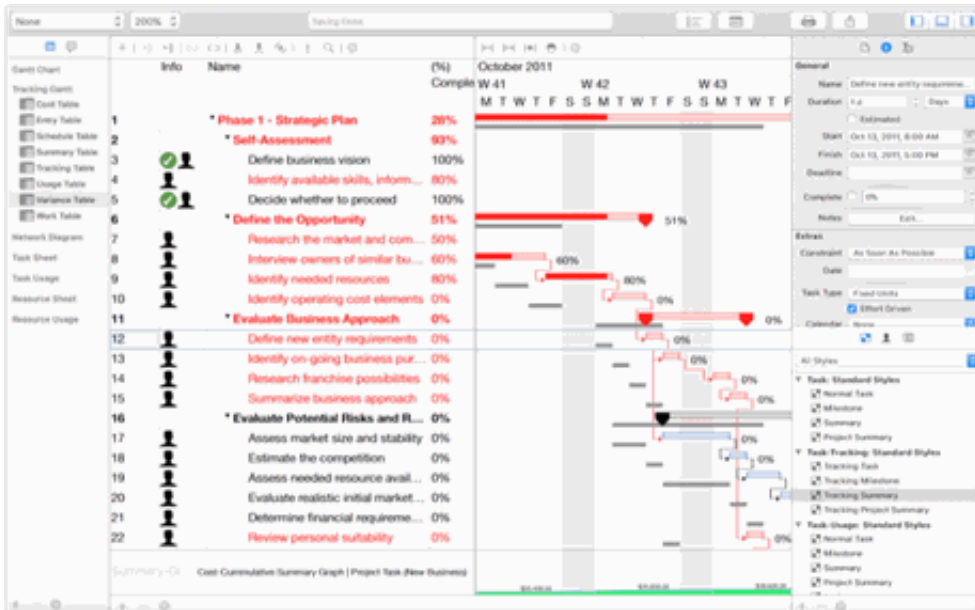 None
200%
Info Name (%) Comple
October 2011
W 41 W 42 W 43
M T W T F S S M T W T F S S M T W T F
Gantt Chart
Tracking Gantt
Cost Table
Entry Table
Schedule Table
Summary Table
Tracking Table
Usage Table
Variance Table
Work Table
Network Diagram
Task Sheet
Task Usage
Resource Sheet
Resource Usage
1 Phase 1 - Strategic Plan 28%
2 Self-Assessment 93%
3 Define business vision 100%
4 Identify available skills, inform... 80%
5 Decide whether to proceed 100%
6 Define the Opportunity 51% 51%
7 Research the market and com... 50%
8 Interview owners of similar bu... 60% 60%
9 Identify needed resources 80% 80%
10 Identify operating cost elements 0% 0%
11 Evaluate Business Approach 0% 0%
12 Define new entity requirements 0% 0%
13 Identify on-going business pur... 0% 0%
14 Research franchise possibilities 0% 0%
15 Summarize business approach 0% 0%
16 Evaluate Potential Risks and R... 0%
17 Assess market size and stability 0% 0%
18 Estimate the competition 0% 0%
19 Assess needed resource avail... 0% 0%
20 Evaluate realistic initial market... 0%
21 Determine financial requireme... 0%
22 Review personal suitability 0% 0%
Cost-Cummulative Summary Graph | Project Task (New Business)
General
Name Define new entity requireme...
Duration Days
Estimated
Start Oct 13, 2011, 8:00 AM
Finish Oct 13, 2011, 5:00 PM
Deadline
Complete 0%
Notes Edit...
Extras
Constraint As Soon As Possible
Date
Task Type Fixed Units
Effort Driven
Calendar None
All Styles
Task: Standard Styles
Normal Task
Milestone
Summary
Project Summary
Task-Tracking: Standard Styles
Tracking Task
Tracking Milestone
Tracking Summary
Tracking Project Summary
Task-Usage: Standard Styles
Normal Task
Milestone
Summary
Project Summary